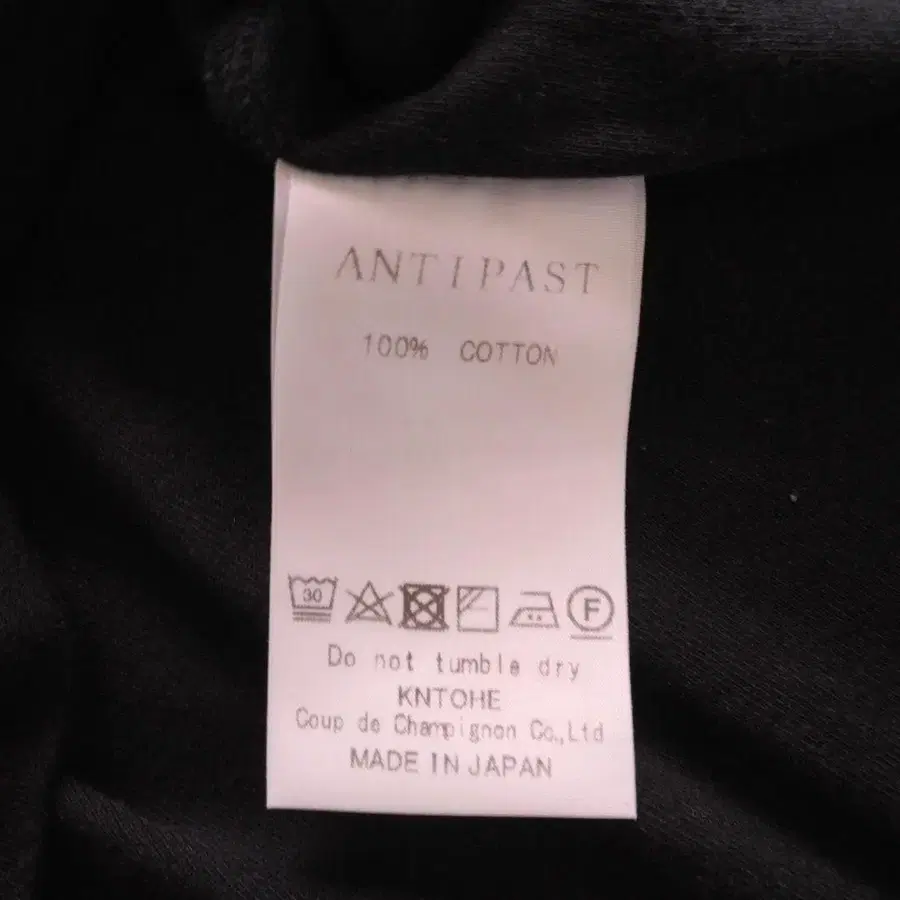 ANTIPAST
100% COTTON
30 F
Do not tumble dry
KNTOHE
Coup de Champignon Co.,Ltd
MADE IN JAPAN